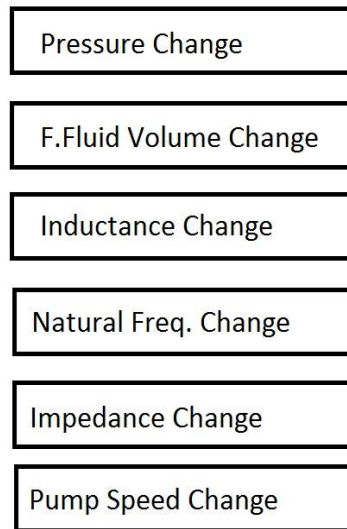 Pressure Change
F.Fluid Volume Change
Inductance Change
Natural Freq. Change
Impedance Change
Pump Speed Change